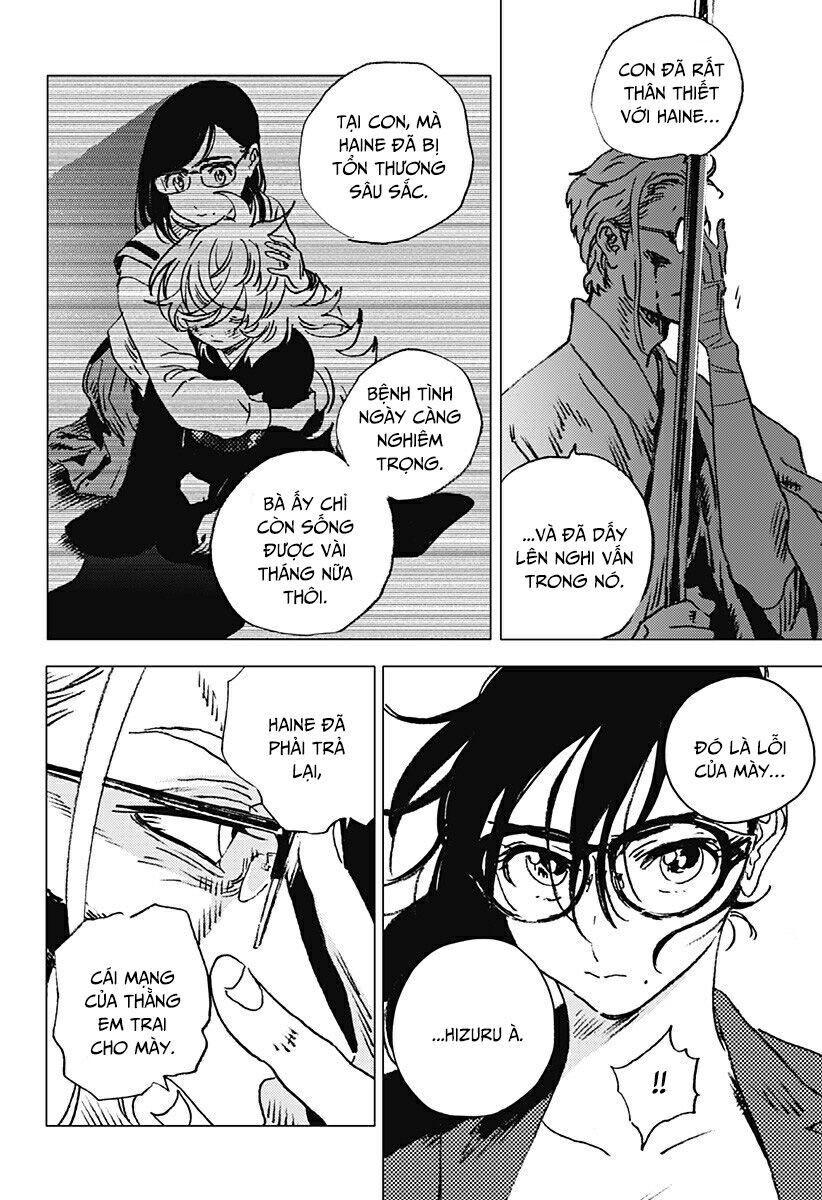 CON ĐÃ RẤT
THÂN THIẾT
VỚI HAINE...
...VÀ ĐÃ DẤY
LÊN NGHI VẤN
TRONG NÓ.
TẠI CON, MÀ
HAINE ĐÃ BỊ
TỔN THƯƠNG
SÂU SẮC.
BỆNH TÌNH
NGÀY CÀNG
NGHIÊM
TRỌNG.
BÀ ẤY CHỈ
CÒN SỐNG
ĐƯỢC VÀI
THÁNG NỮA
THÔI.
ĐÓ LÀ LỖI
CỦA MÀY...
...HIZURU À.
!!
HAINE ĐÃ
PHẢI TRẢ
LẠI,
CÁI MẠNG
CỦA THẰNG
EM TRAI
CHO MÀY.